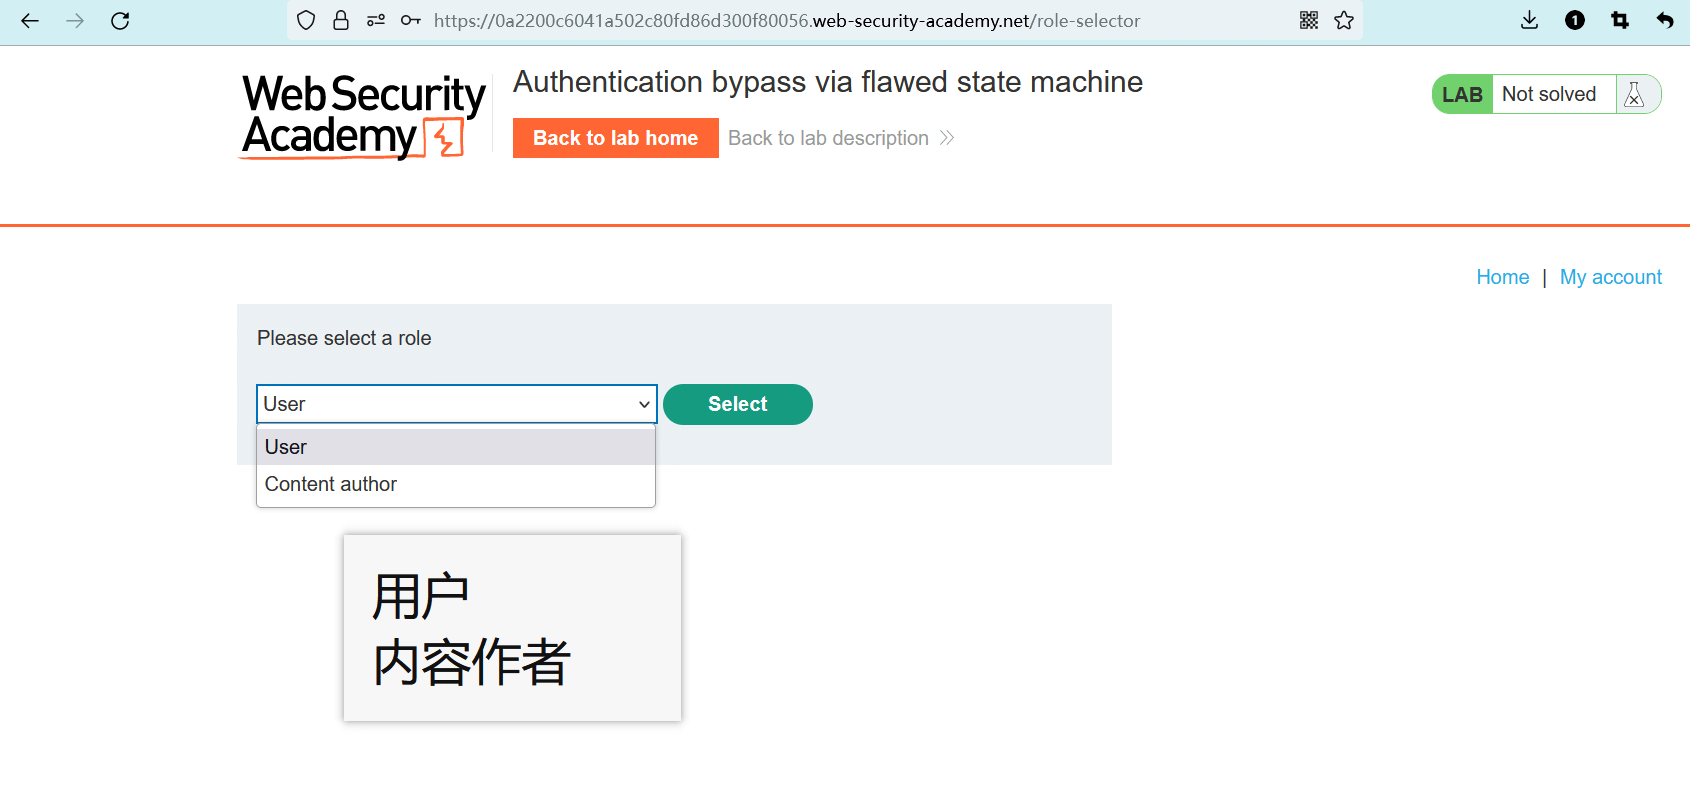 https://0a2200c6041a502c80fd86d300f80056.web-security-academy.net/role-selector
1
Web Security
Academy
Authentication bypass via flawed state machine
Back to lab home
Back to lab description
LAB
Not solved
Home | My account
Please select a role
User
Select
User
Content author
用户
内容作者